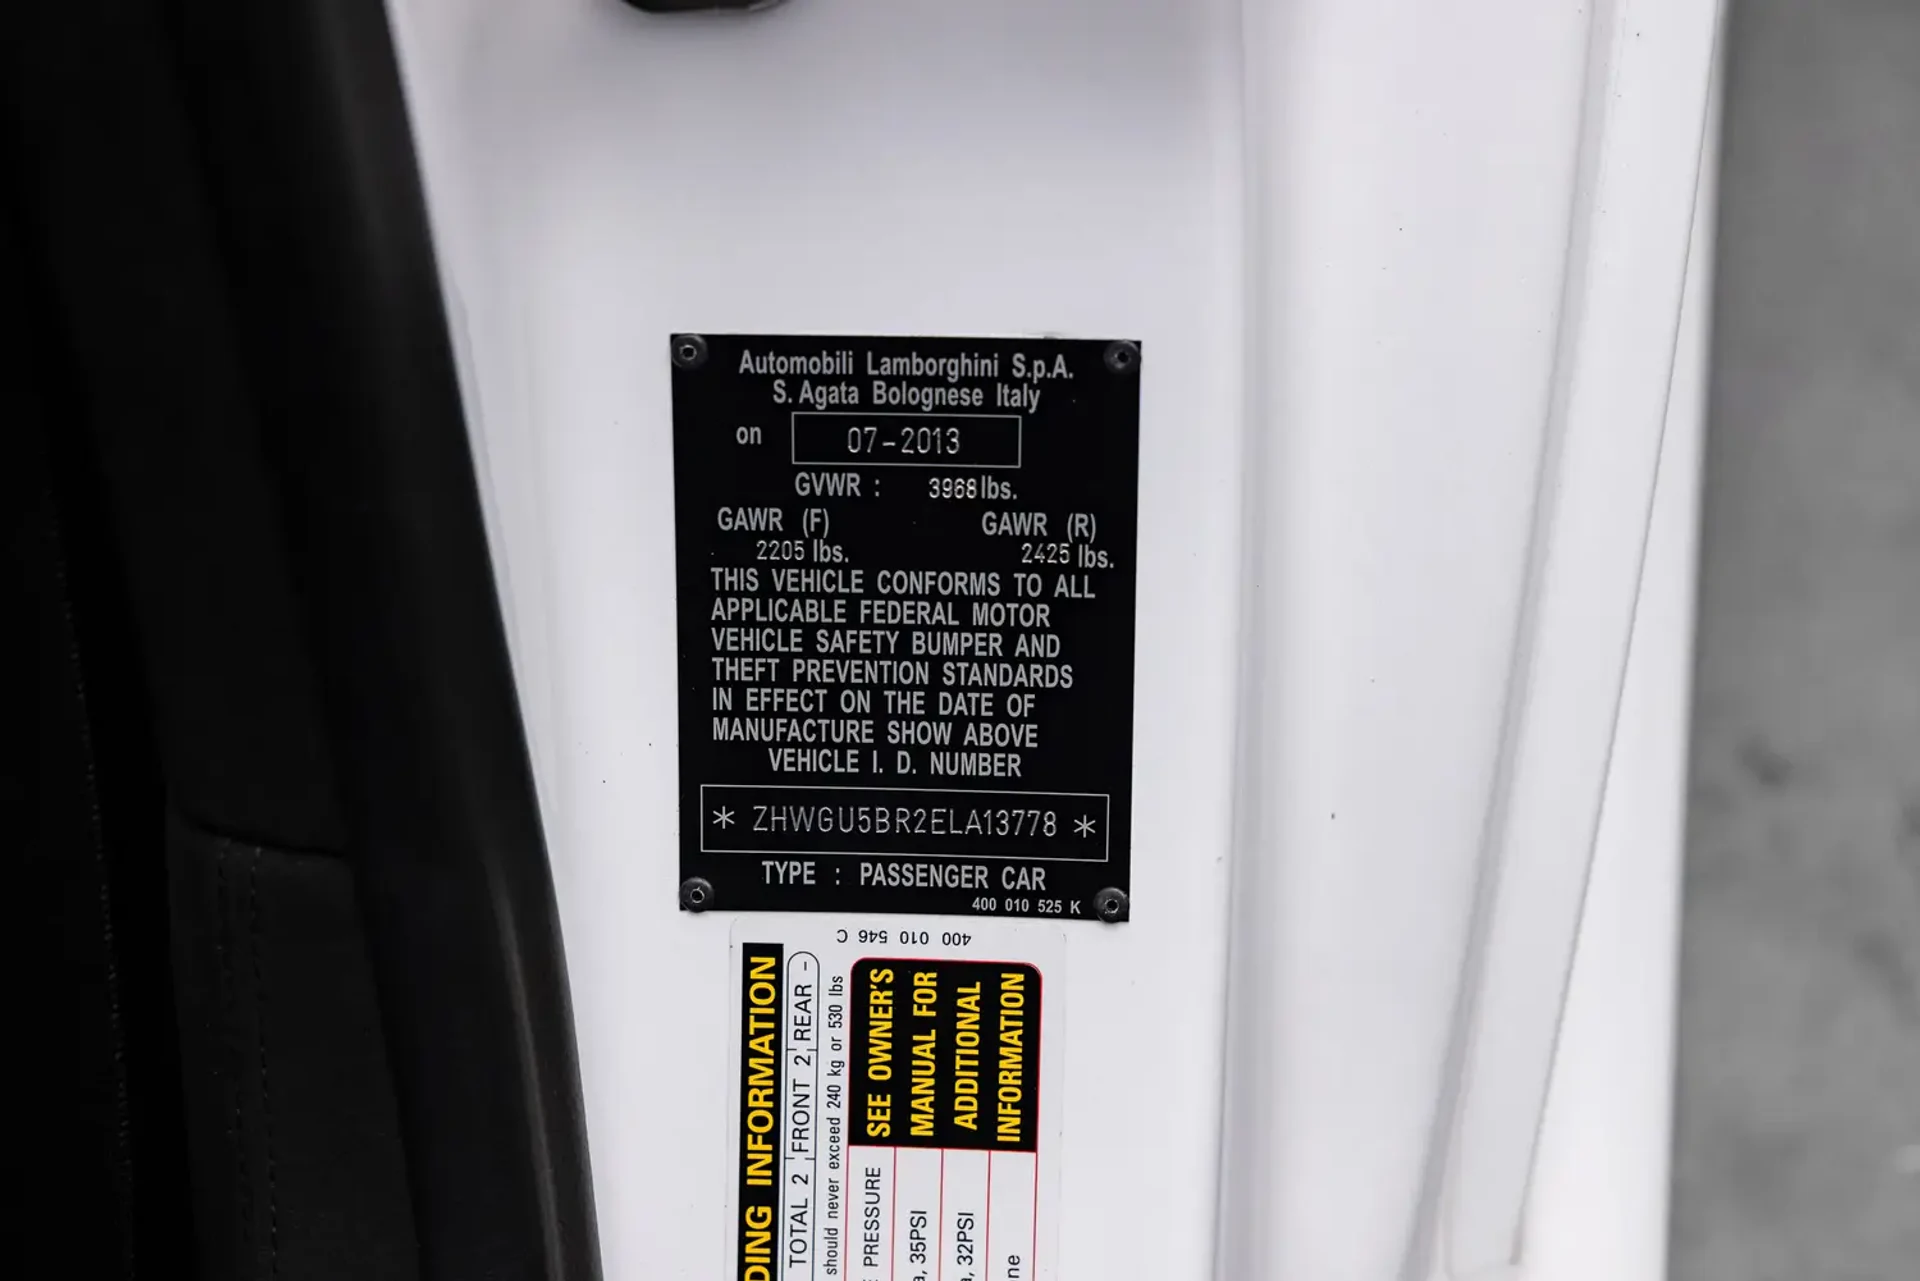 Automobili Lamborghini S.p.A.
S. Agata Bolognese Italy
on 07-2013
GVWR : 3968 lbs.
GAWR (F) GAWR (R)
2205 lbs. 2425 lbs.
THIS VEHICLE CONFORMS TO ALL
APPLICABLE FEDERAL MOTOR
VEHICLE SAFETY BUMPER AND
THEFT PREVENTION STANDARDS
IN EFFECT ON THE DATE OF
MANUFACTURE SHOW ABOVE
VEHICLE I. D. NUMBER
* ZHWGU5BR2ELA13778 *
TYPE : PASSENGER CAR
400 010 525 K
400 010 546 C
DING INFORMATION
TOTAL 2 FRONT 2 REAR -
should never exceed 240 kg or 530 lbs
SEE OWNER'S
MANUAL FOR
ADDITIONAL
INFORMATION
PRESSURE
35PSI
32PSI
ne